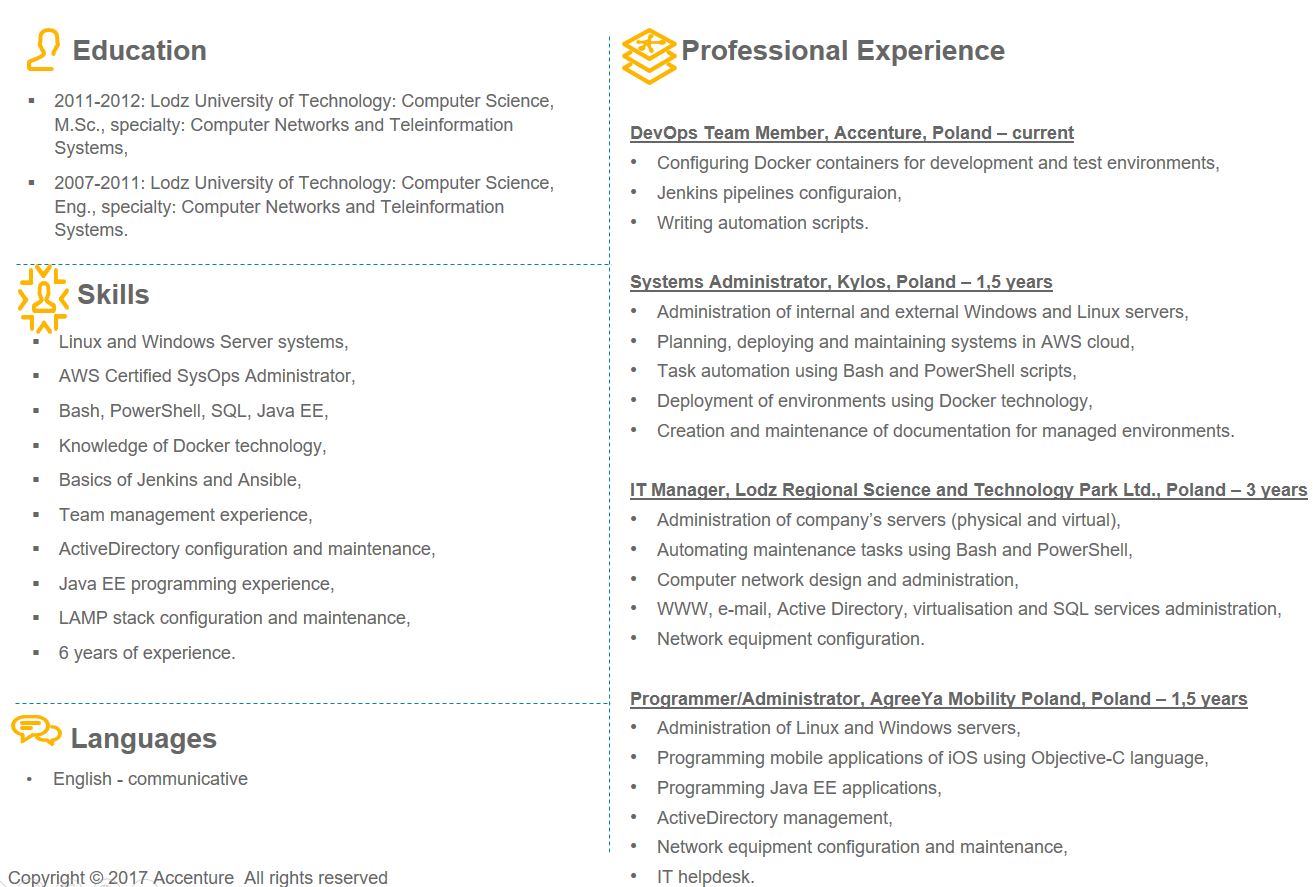 Education
▪ 2011-2012: Lodz University of Technology: Computer Science,
M.Sc., specialty: Computer Networks and Teleinformation
Systems,
▪ 2007-2011: Lodz University of Technology: Computer Science,
Eng., specialty: Computer Networks and Teleinformation
Systems.
Skills
▪ Linux and Windows Server systems,
▪ AWS Certified SysOps Administrator,
▪ Bash, PowerShell, SQL, Java EE,
▪ Knowledge of Docker technology,
▪ Basics of Jenkins and Ansible,
▪ Team management experience,
▪ ActiveDirectory configuration and maintenance,
▪ Java EE programming experience,
▪ LAMP stack configuration and maintenance,
▪ 6 years of experience.
Languages
• English - communicative
Professional Experience
DevOps Team Member, Accenture, Poland – current
• Configuring Docker containers for development and test environments,
• Jenkins pipelines configuraion,
• Writing automation scripts.
Systems Administrator, Kylos, Poland – 1,5 years
• Administration of internal and external Windows and Linux servers,
• Planning, deploying and maintaining systems in AWS cloud,
• Task automation using Bash and PowerShell scripts,
• Deployment of environments using Docker technology,
• Creation and maintenance of documentation for managed environments.
IT Manager, Lodz Regional Science and Technology Park Ltd., Poland – 3 years
• Administration of company’s servers (physical and virtual),
• Automating maintenance tasks using Bash and PowerShell,
• Computer network design and administration,
• WWW, e-mail, Active Directory, virtualisation and SQL services administration,
• Network equipment configuration.
Programmer/Administrator, AgreeYa Mobility Poland, Poland – 1,5 years
• Administration of Linux and Windows servers,
• Programming mobile applications of iOS using Objective-C language,
• Programming Java EE applications,
• ActiveDirectory management,
• Network equipment configuration and maintenance,
• IT helpdesk.
Copyright © 2017 Accenture All rights reserved